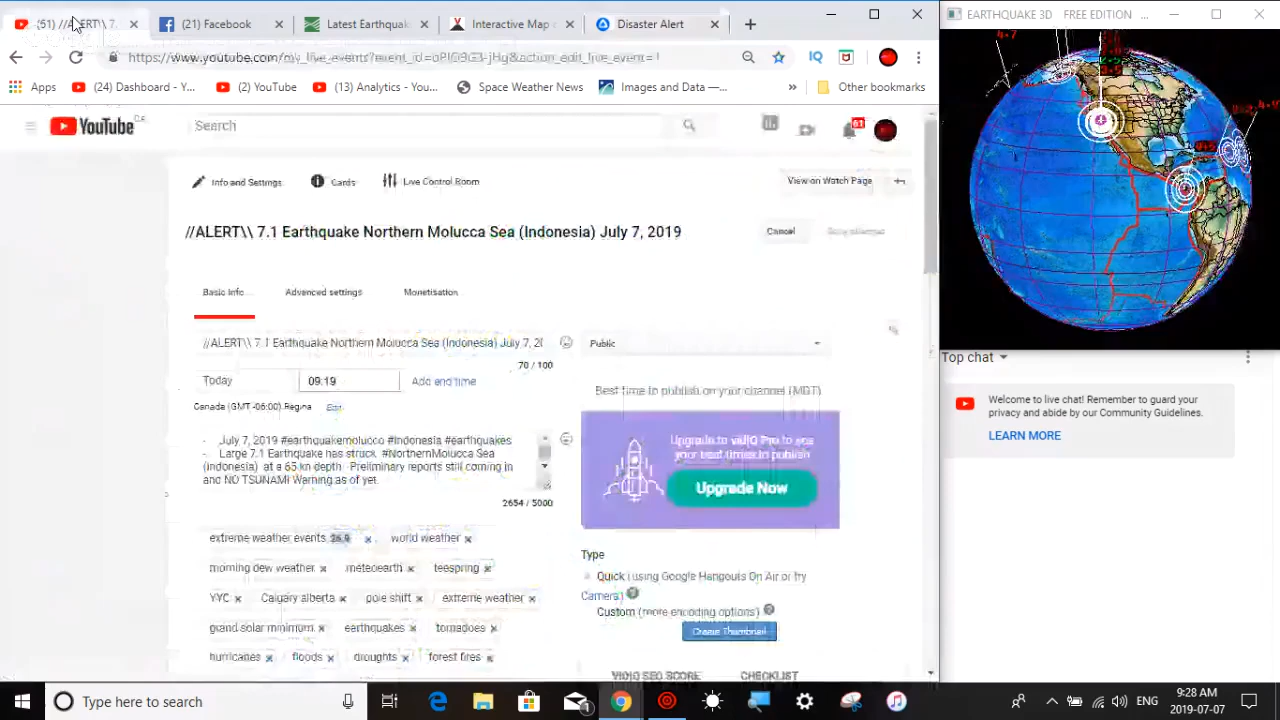 (51) //ALERT\\ 7.
(21) Facebook
Latest Earthquak
Interactive Map o
Disaster Alert
EARTHQUAKE 3D FREE EDITION ...
Apps
(24) Dashboard - Y...
(2) YouTube
(13) Analytics - You...
Space Weather News
Images and Data —...
Other bookmarks
YouTube CA
Search
61
Info and Settings
Cards
Live Control Room
View on Watch Page
//ALERT\\ 7.1 Earthquake Northern Molucca Sea (Indonesia) July 7, 2019
Cancel
Basic info
Advanced settings
Monetisation
//ALERT\\ 7.1 Earthquake Northern Molucca Sea (Indonesia) July 7, 20
Public
70 / 100
Today
09:19
Add end time
Best time to publish on your channel (MDT)
Canada (GMT -06:00) Regina
Edit
- July 7, 2019 #earthquakemolucco #Indonesia #earthquakes
- Large 7.1 Earthquake has struck #NorthernMolucca Sea
(Indonesia) at a 65 km depth Preliminary reports still coming in
and NO TSUNAMI Warning as of yet.
Upgrade to vidIQ Pro to see
your best times to publish
Upgrade Now
2654 / 5000
extreme weather events
world weather
morning dew weather
meteoearth
teespring
YYC
Calgary alberta
pole shift
extreme weather
grand solar minimum
earthquakes
tornadoes
hurricanes
floods
droughts
forest fires
Type
Quick (using Google Hangouts On Air or try
Camera)
Custom (more encoding options)
Create Thumbnail
VIDIQ SEO SCORE
CHECKLIST
Top chat
Welcome to live chat! Remember to guard your
privacy and abide by our Community Guidelines.
LEARN MORE
Type here to search
ENG
9:28 AM
2019-07-07